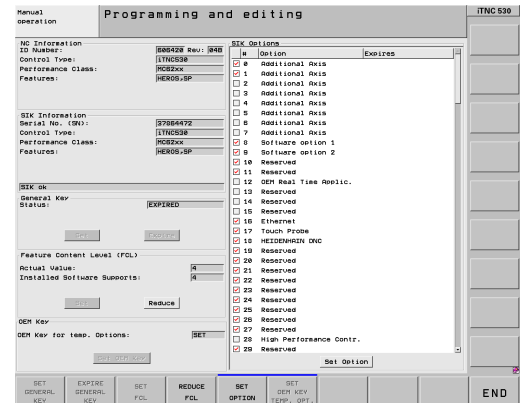 Manual operation
Programming and editing
iTNC 530
NC Information
ID Number: 606420 Rev: 04B
Control Type: iTNC530
Performance Class: MC62xx
Features: HEROS,SP
SIK Information
Serial No. (SN): 37864472
Control Type: iTNC530
Performance Class: MC62xx
Features: HEROS,SP
SIK ok
General Key
Status: EXPIRED
Set Expire
Feature Content Level (FCL)
Actual Value: 4
Installed Software Supports: 4
Set Reduce
OEM Key
OEM Key for temp. Options: SET
Set OEM Key
SIK Options
# Option Expires
0 Additional Axis
1 Additional Axis
2 Additional Axis
3 Additional Axis
4 Additional Axis
5 Additional Axis
6 Additional Axis
7 Additional Axis
8 Software option 1
9 Software option 2
10 Reserved
11 Reserved
12 OEM Real Time Applic.
13 Reserved
14 Reserved
15 Reserved
16 Ethernet
17 Touch Probe
18 HEIDENHAIN DNC
19 Reserved
20 Reserved
21 Reserved
22 Reserved
23 Reserved
24 Reserved
25 Reserved
26 Reserved
27 Reserved
28 High Performance Contr.
29 Reserved
Set Option
SET GENERAL KEY
EXPIRE GENERAL KEY
SET FCL
REDUCE FCL
SET OPTION
SET OEM KEY TEMP. OPT.
END